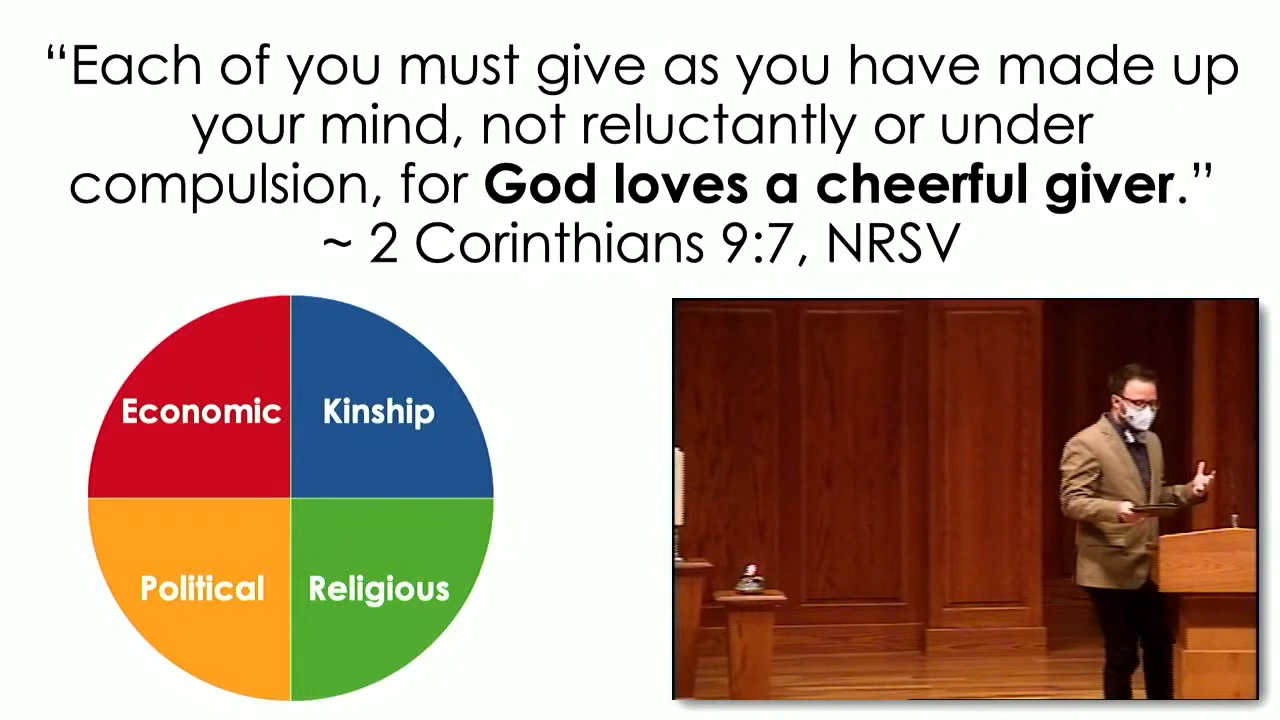 “Each of you must give as you have made up
your mind, not reluctantly or under
compulsion, for God loves a cheerful giver.”
~ 2 Corinthians 9:7, NRSV
Economic
Kinship
Political
Religious